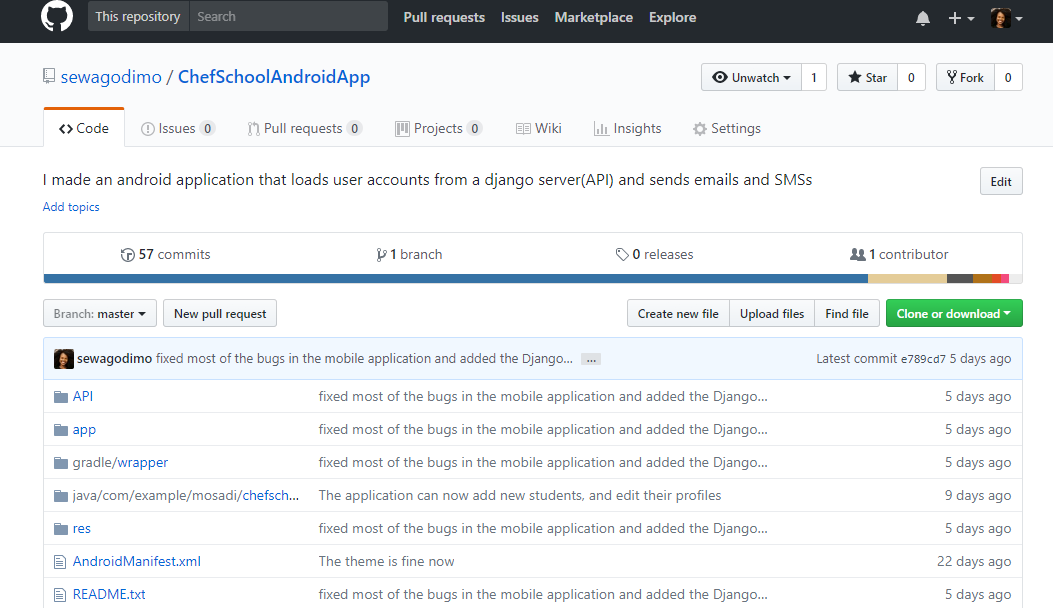 This repository Search Pull requests Issues Marketplace Explore
sewagodimo / ChefSchoolAndroidApp Unwatch 1 Star 0 Fork 0
Code Issues 0 Pull requests 0 Projects 0 Wiki Insights Settings
I made an android application that loads user accounts from a django server(API) and sends emails and SMSs Edit
Add topics
57 commits 1 branch 0 releases 1 contributor
Branch: master New pull request Create new file Upload files Find file Clone or download
sewagodimo fixed most of the bugs in the mobile application and added the Django... ... Latest commit e789cd7 5 days ago
API fixed most of the bugs in the mobile application and added the Django... 5 days ago
app fixed most of the bugs in the mobile application and added the Django... 5 days ago
gradle/wrapper fixed most of the bugs in the mobile application and added the Django... 5 days ago
java/com/example/mosadi/chefsch... The application can now add new students, and edit their profiles 9 days ago
res fixed most of the bugs in the mobile application and added the Django... 5 days ago
AndroidManifest.xml The theme is fine now 22 days ago
README.txt fixed most of the bugs in the mobile application and added the Django... 5 days ago